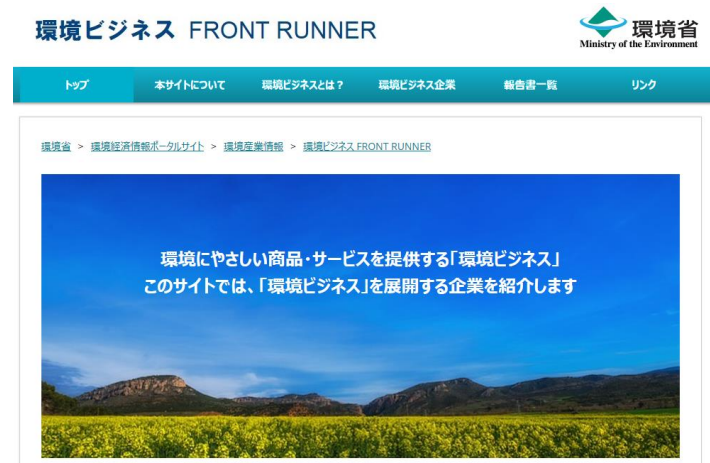 環境ビジネス FRONT RUNNER
環境省
Ministry of the Environment
トップ 本サイトについて 環境ビジネスとは？ 環境ビジネス企業 報告書一覧 リンク
環境省 > 環境経済情報ポータルサイト > 環境産業情報 > 環境ビジネス FRONT RUNNER
環境にやさしい商品・サービスを提供する「環境ビジネス」
このサイトでは、「環境ビジネス」を展開する企業を紹介します